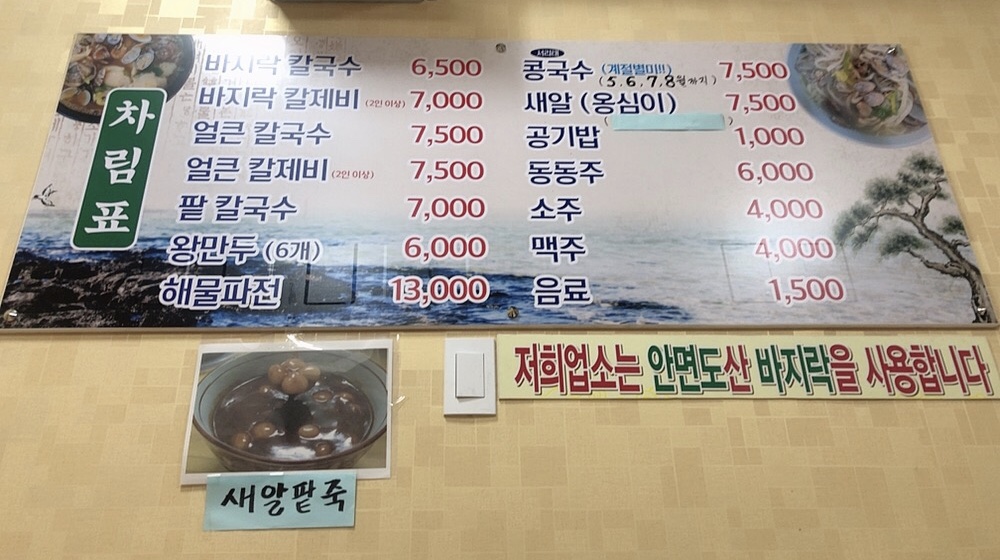 차림표
바지락 칼국수 6,500
바지락 칼제비 (2인 이상) 7,000
얼큰 칼국수 7,500
얼큰 칼제비 (2인 이상) 7,500
팥 칼국수 7,000
왕만두 (6개) 6,000
해물파전 13,000
서리태
콩국수 (계절별미!!) 7,500
(5.6.7.8월까지)
새알 (옹심이) 7,500
공기밥 1,000
동동주 6,000
소주 4,000
맥주 4,000
음료 1,500
저희업소는 안면도산 바지락을 사용합니다
새알팥죽